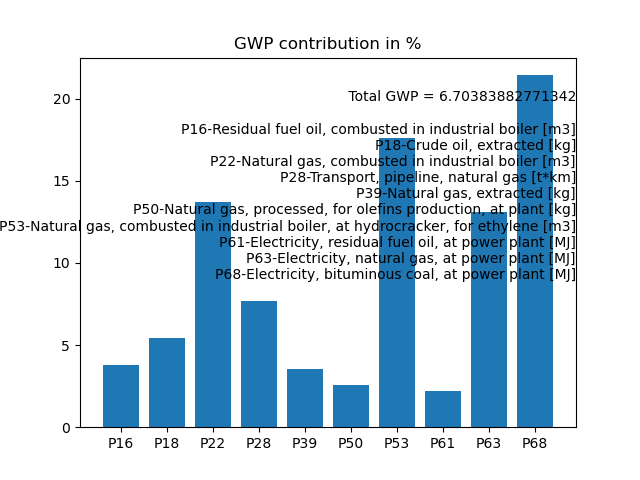 GWP contribution in %
Total GWP = 6.70383882771342
P16-Residual fuel oil, combusted in industrial boiler [m3]
P18-Crude oil, extracted [kg]
P22-Natural gas, combusted in industrial boiler [m3]
P28-Transport, pipeline, natural gas [t*km]
P39-Natural gas, extracted [kg]
P50-Natural gas, processed, for olefins production, at plant [kg]
P53-Natural gas, combusted in industrial boiler, at hydrocracker, for ethylene [m3]
P61-Electricity, residual fuel oil, at power plant [MJ]
P63-Electricity, natural gas, at power plant [MJ]
P68-Electricity, bituminous coal, at power plant [MJ]
20
15
10
5
0
P16 P18 P22 P28 P39 P50 P53 P61 P63 P68